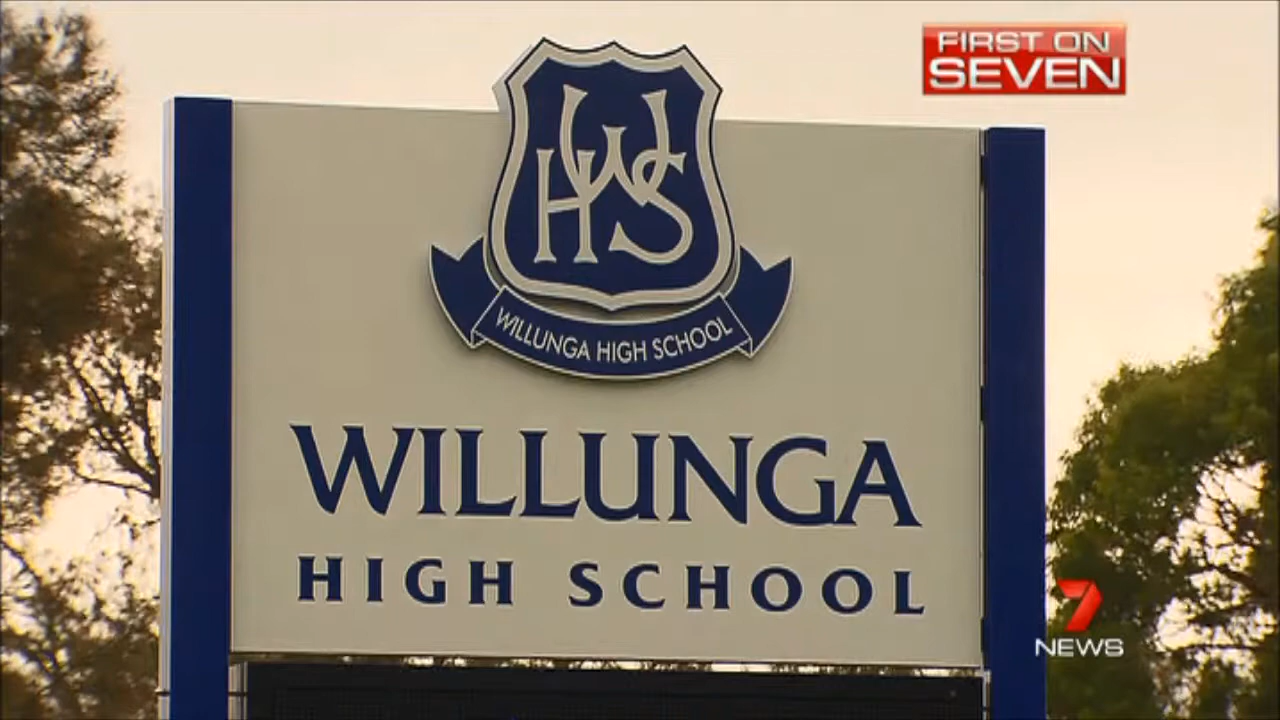 FIRST ON
SEVEN
WHS
WILLUNGA HIGH SCHOOL
WILLUNGA
HIGH SCHOOL
7
NEWS